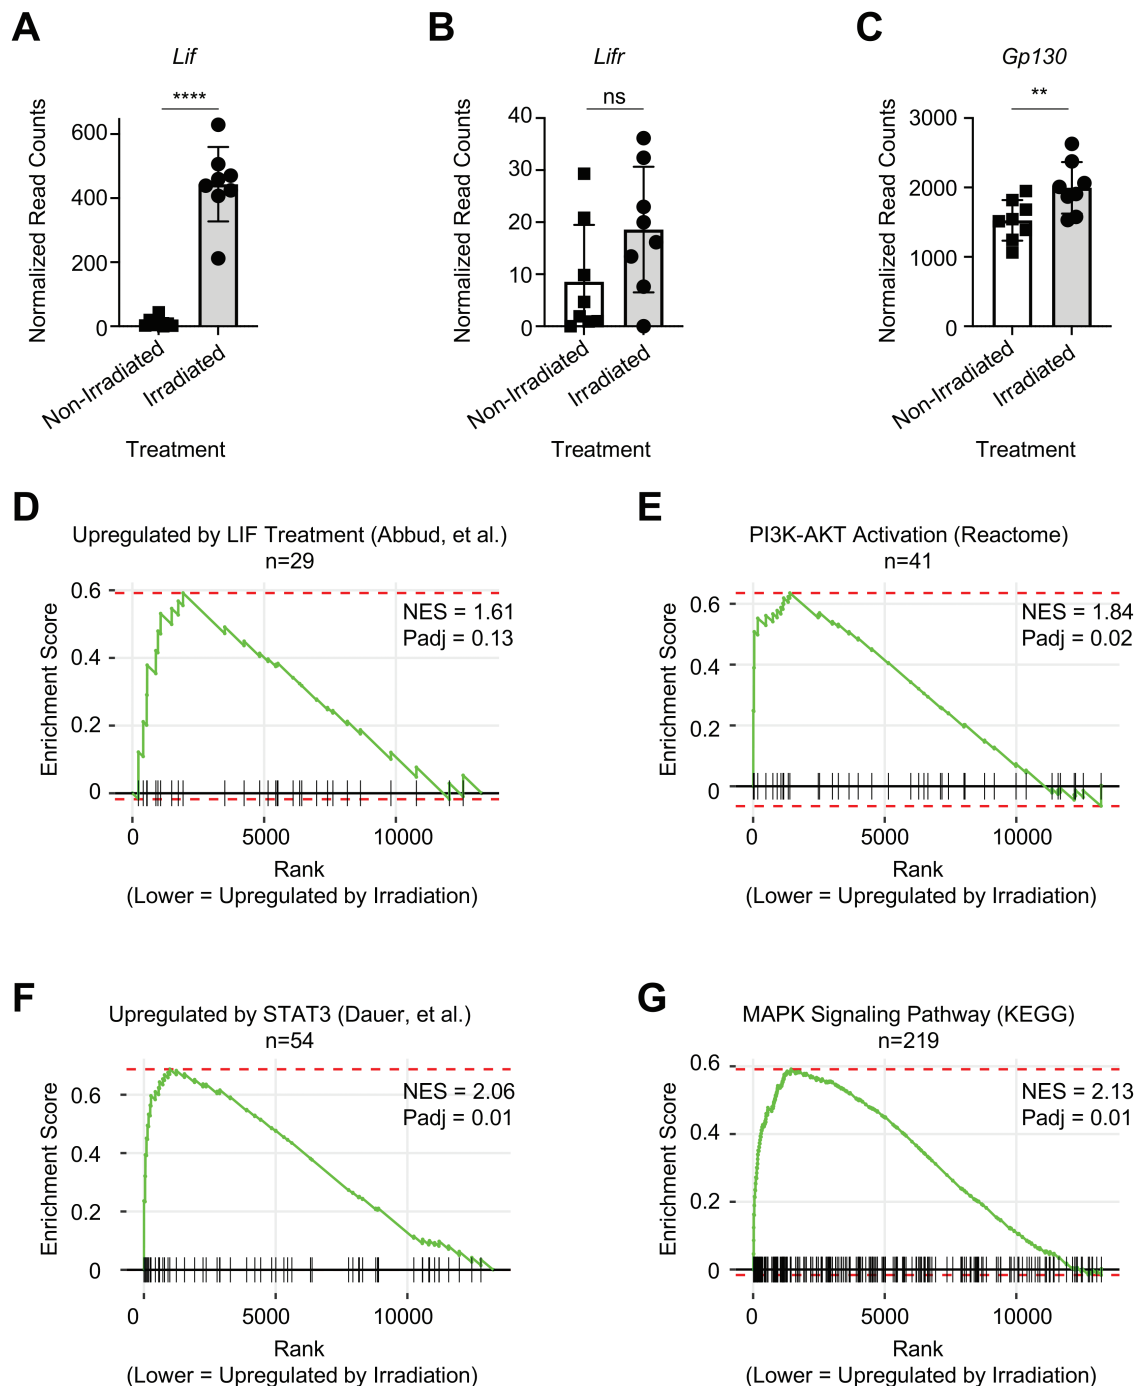 A
Lif
****
Normalized Read Counts
600
400
200
0
Non-Irradiated
Irradiated
Treatment
B
Lifr
ns
Normalized Read Counts
40
30
20
10
0
Non-Irradiated
Irradiated
Treatment
C
Gp130
**
Normalized Read Counts
3000
2000
1000
0
Non-Irradiated
Irradiated
Treatment
D
Upregulated by LIF Treatment (Abbud, et al.)
n=29
NES = 1.61
Padj = 0.13
Enrichment Score
0.6
0.4
0.2
0
0 5000 10000
Rank
(Lower = Upregulated by Irradiation)
E
PI3K-AKT Activation (Reactome)
n=41
NES = 1.84
Padj = 0.02
Enrichment Score
0.6
0.4
0.2
0
0 5000 10000
Rank
(Lower = Upregulated by Irradiation)
F
Upregulated by STAT3 (Dauer, et al.)
n=54
NES = 2.06
Padj = 0.01
Enrichment Score
0.6
0.4
0.2
0
0 5000 10000
Rank
(Lower = Upregulated by Irradiation)
G
MAPK Signaling Pathway (KEGG)
n=219
NES = 2.13
Padj = 0.01
Enrichment Score
0.6
0.4
0.2
0
0 5000 10000
Rank
(Lower = Upregulated by Irradiation)